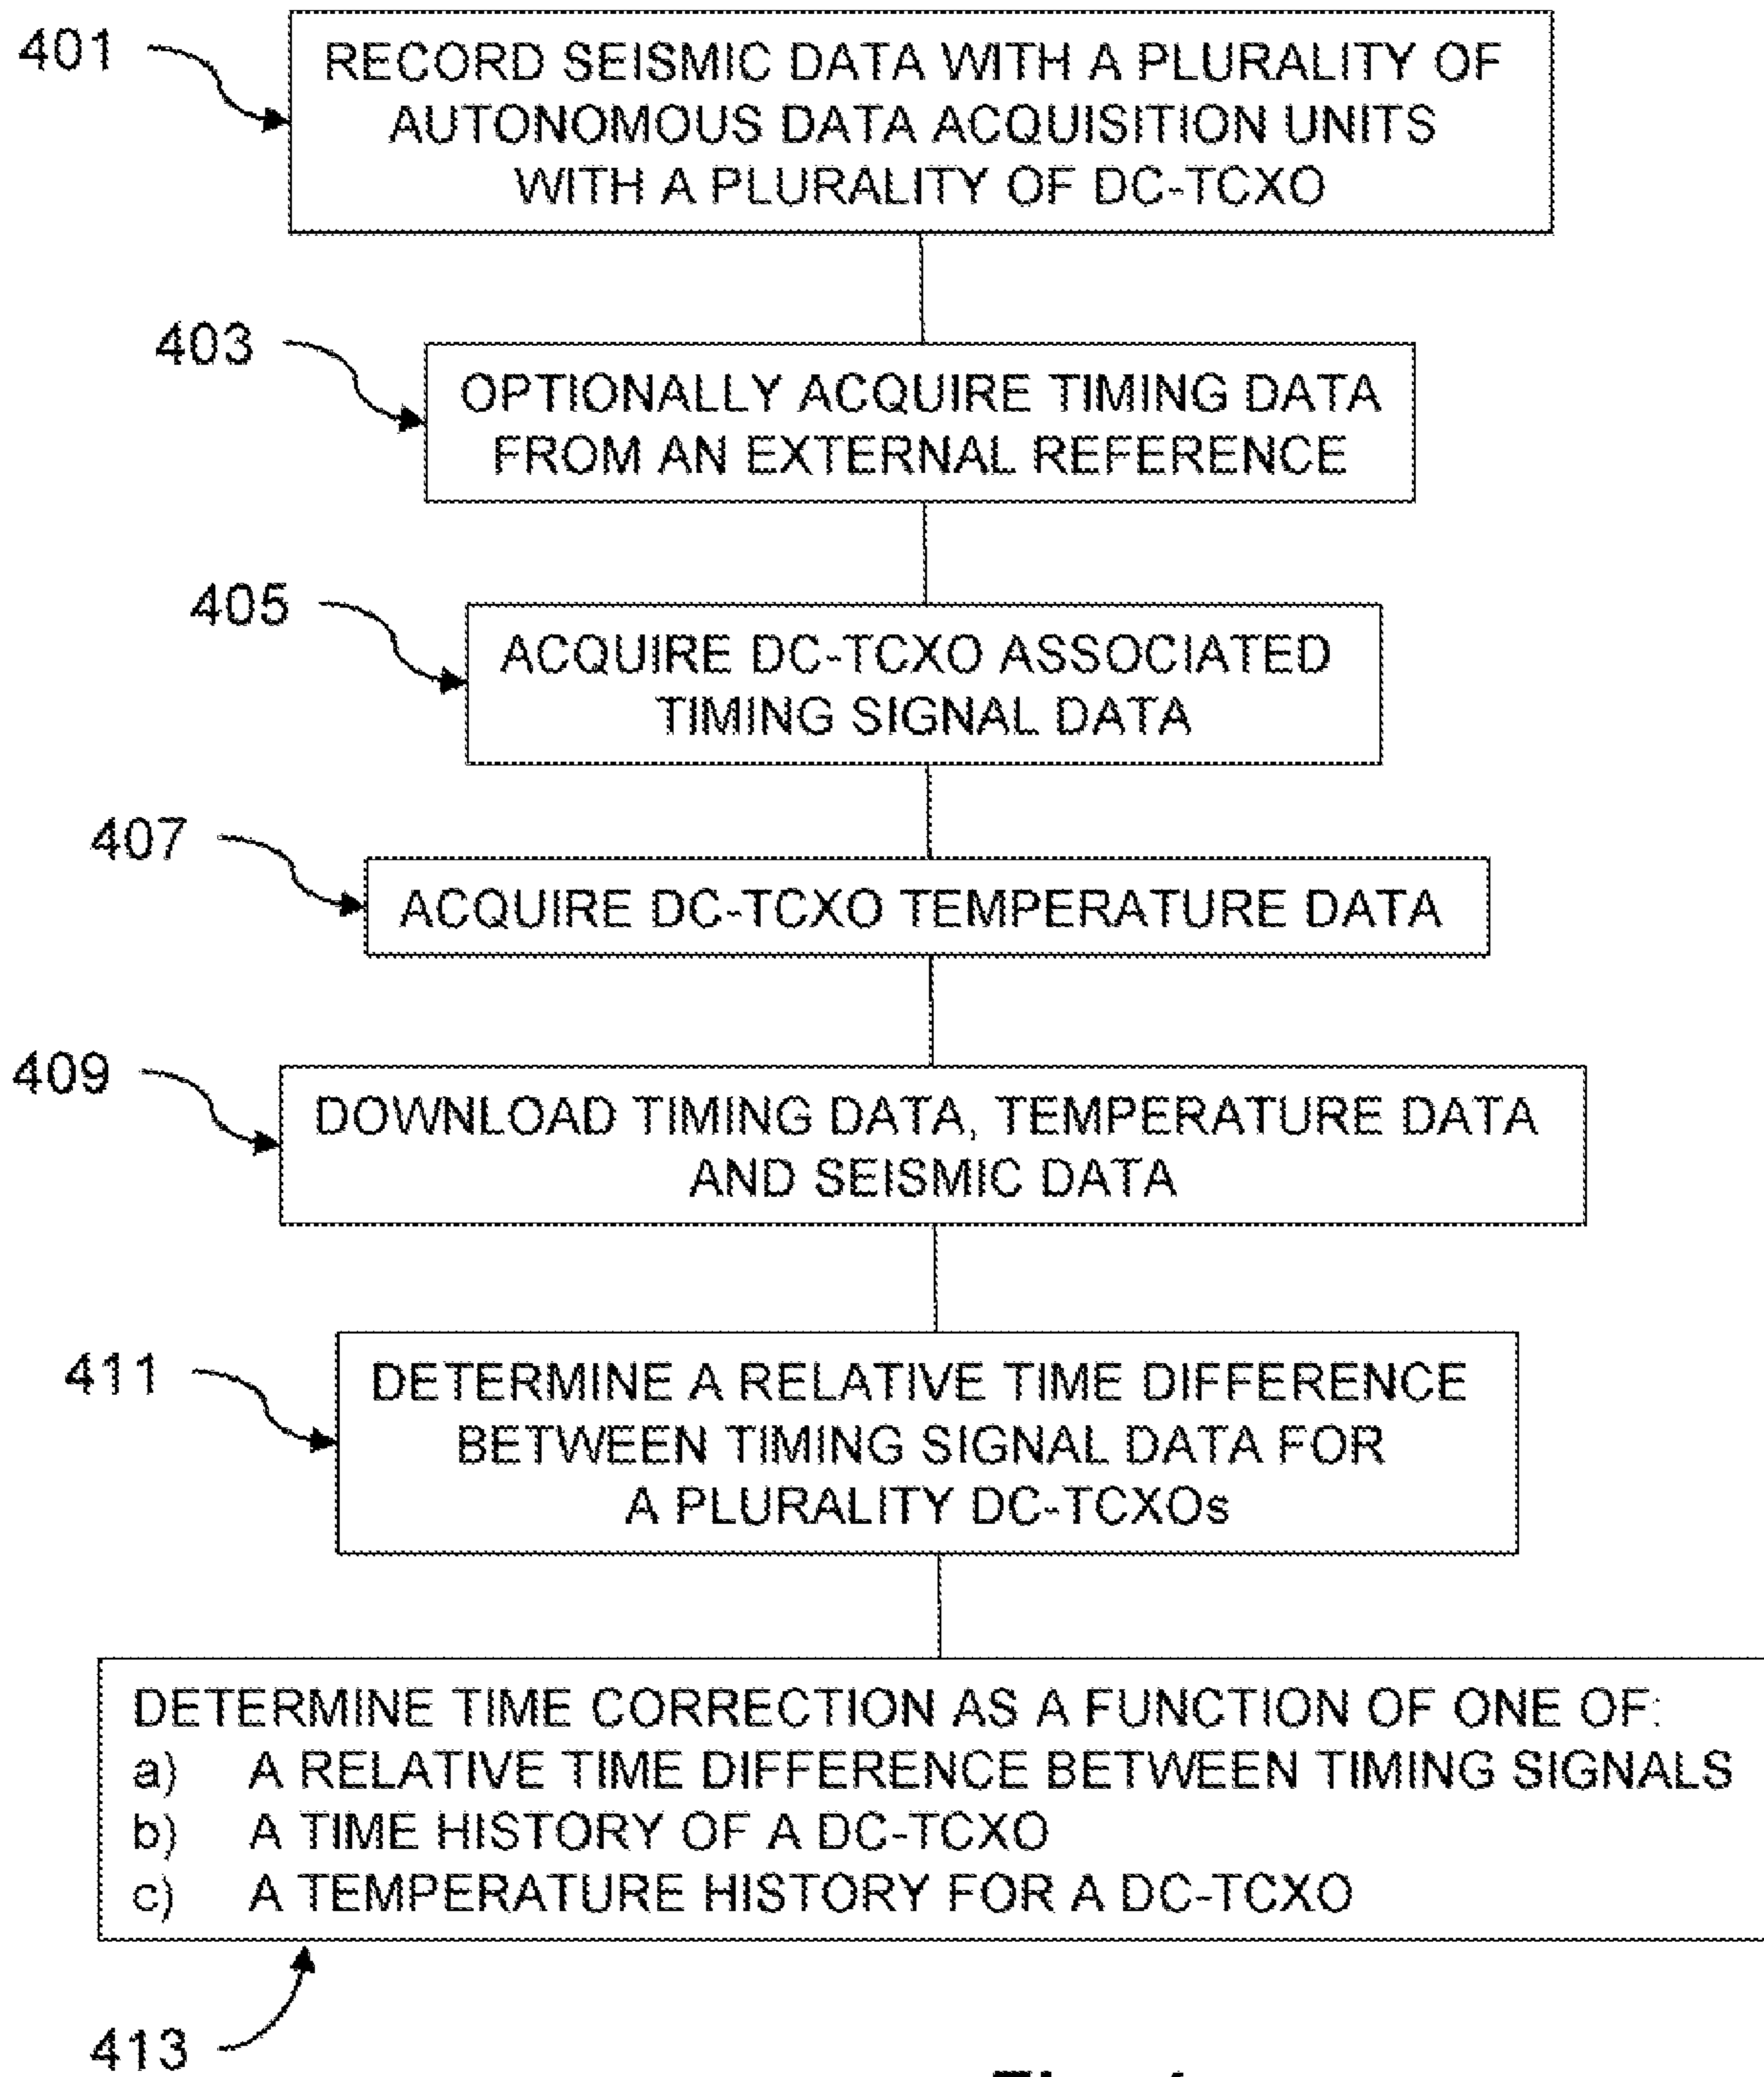 401
RECORD SEISMIC DATA WITH A PLURALITY OF
AUTONOMOUS DATA ACQUISITION UNITS
WITH A PLURALITY OF DC-TCXO
403
OPTIONALLY ACQUIRE TIMING DATA
FROM AN EXTERNAL REFERENCE
405
ACQUIRE DC-TCXO ASSOCIATED
TIMING SIGNAL DATA
407
ACQUIRE DC-TCXO TEMPERATURE DATA
409
DOWNLOAD TIMING DATA, TEMPERATURE DATA
AND SEISMIC DATA
411
DETERMINE A RELATIVE TIME DIFFERENCE
BETWEEN TIMING SIGNAL DATA FOR
A PLURALITY DC-TCXOs
DETERMINE TIME CORRECTION AS A FUNCTION OF ONE OF:
a) A RELATIVE TIME DIFFERENCE BETWEEN TIMING SIGNALS
b) A TIME HISTORY OF A DC-TCXO
c) A TEMPERATURE HISTORY FOR A DC-TCXO
413